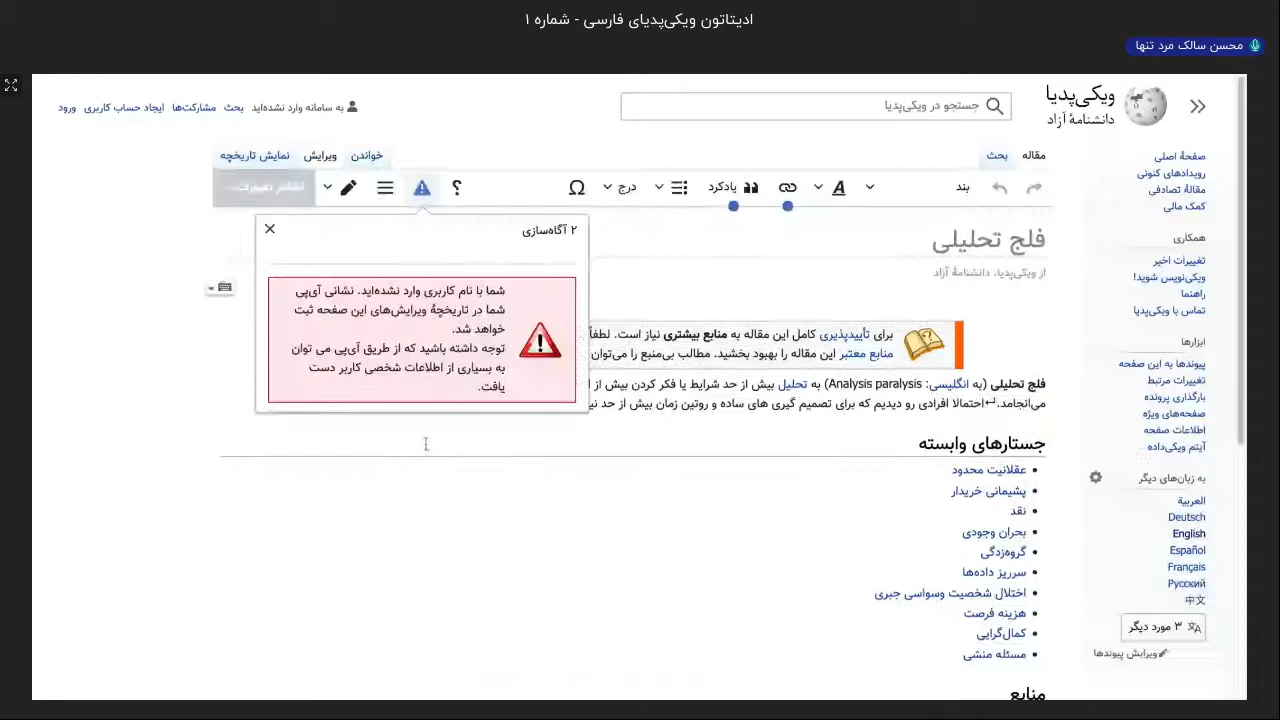 ادیتاتون ویکی‌پدیای فارسی - شماره ۱
محسن سالک مرد تنها
ویکی‌پدیا
دانشنامهٔ آزاد
جستجو در ویکی‌پدیا
به سامانه وارد نشده‌اید
بحث
مشارکت‌ها
ایجاد حساب کاربری
ورود
مقاله
بحث
خواندن
ویرایش
نمایش تاریخچه
بند
A
یادکرد
درج
Ω
?
انتشار تغییرات...
۲ آگاه‌سازی
شما با نام کاربری وارد نشده‌اید. نشانی آی‌پی
شما در تاریخچهٔ ویرایش‌های این صفحه ثبت
خواهد شد.
توجه داشته باشید که از طریق آی‌پی می توان
به بسیاری از اطلاعات شخصی کاربر دست
یافت.
فلج تحلیلی
از ویکی‌پدیا، دانشنامهٔ آزاد
برای تأییدپذیری کامل این مقاله به منابع بیشتری نیاز است. لطفاً
منابع معتبر این مقاله را بهبود بخشید. مطالب بی‌منبع را می‌توان
فلج تحلیلی (به انگلیسی: Analysis paralysis) به تحلیل بیش از حد شرایط یا فکر کردن بیش از
می‌انجامد.↵احتمالا افرادی رو دیدیم که برای تصمیم گیری های ساده و روتین زمان بیش از حد
جستارهای وابسته
عقلانیت محدود
پشیمانی خریدار
نقد
بحران وجودی
گروه‌زدگی
سرریز داده‌ها
اختلال شخصیت وسواسی جبری
هزینه فرصت
کمال‌گرایی
مسئله منشی
منابع
صفحهٔ اصلی
رویدادهای کنونی
مقالهٔ تصادفی
کمک مالی
همکاری
تغییرات اخیر
ویکی‌نویس شوید!
راهنما
تماس با ویکی‌پدیا
ابزارها
پیوندها به این صفحه
تغییرات مرتبط
بارگذاری پرونده
صفحه‌های ویژه
اطلاعات صفحه
آیتم ویکی‌داده
به زبان‌های دیگر
العربية
Deutsch
English
Español
Français
Русский
中文
۳ مورد دیگر
ویرایش پیوندها